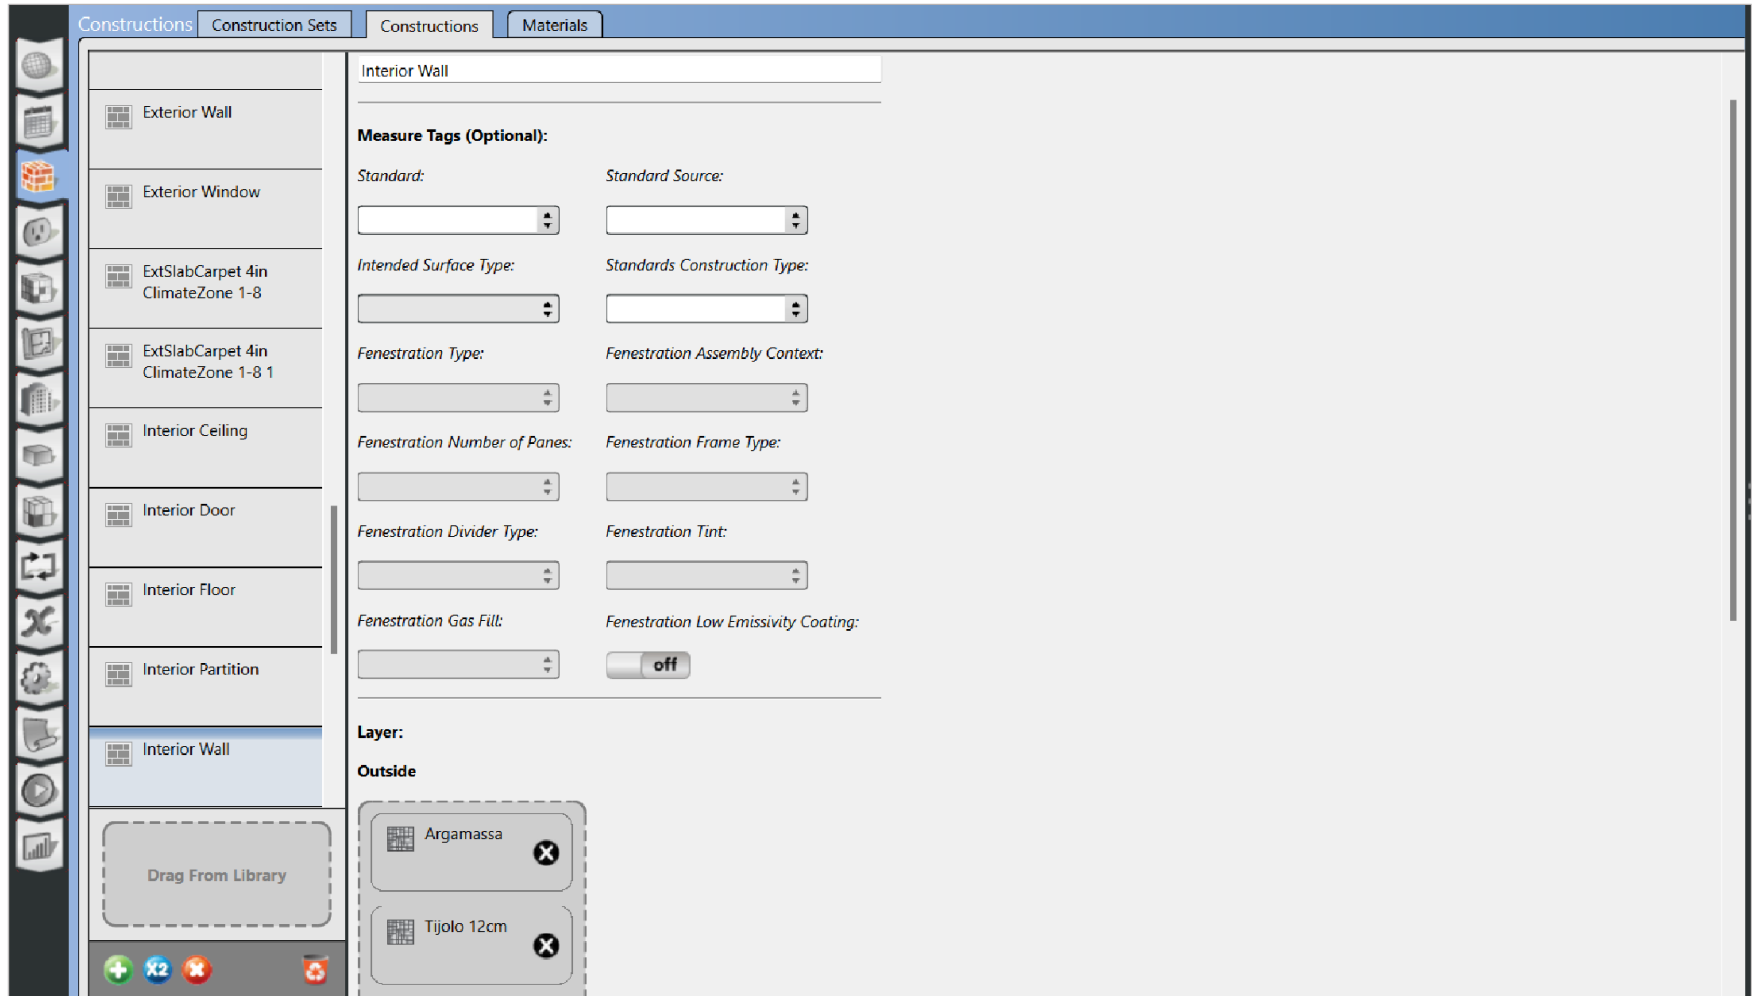 Constructions
Construction Sets
Constructions
Materials
Exterior Wall
Exterior Window
ExtSlabCarpet 4in
ClimateZone 1-8
ExtSlabCarpet 4in
ClimateZone 1-8 1
Interior Ceiling
Interior Door
Interior Floor
Interior Partition
Interior Wall
Drag From Library
X2
Interior Wall
Measure Tags (Optional):
Standard:
Standard Source:
Intended Surface Type:
Standards Construction Type:
Fenestration Type:
Fenestration Assembly Context:
Fenestration Number of Panes:
Fenestration Frame Type:
Fenestration Divider Type:
Fenestration Tint:
Fenestration Gas Fill:
Fenestration Low Emissivity Coating:
off
Layer:
Outside
Argamassa
Tijolo 12cm